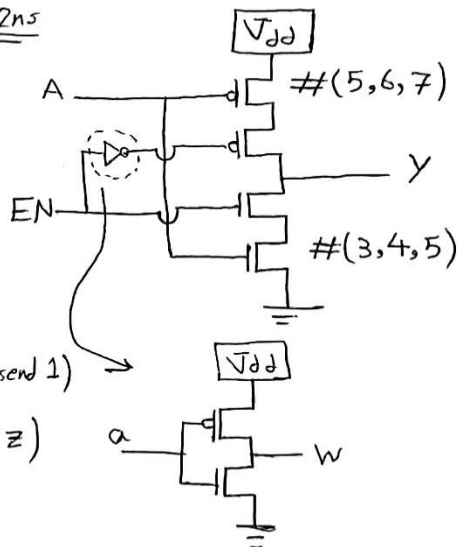 2ns
Vdd
A
#(5,6,7)
Y
EN
#(3,4,5)
send 1)
Vdd
z)
a
w